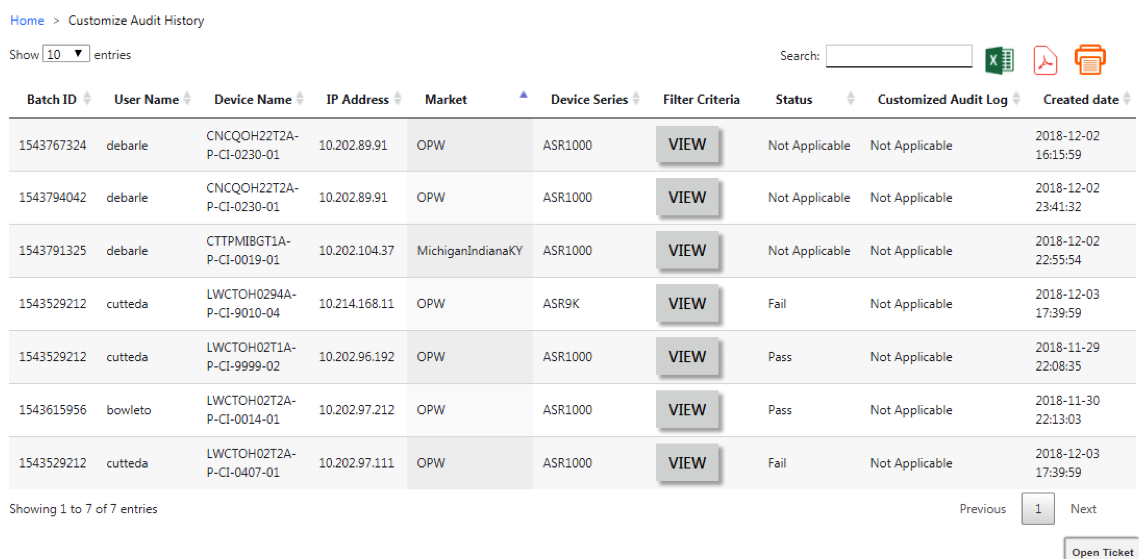 Home > Customize Audit History
Show 10 entries Search:
Batch ID User Name Device Name IP Address Market Device Series Filter Criteria Status Customized Audit Log Created date
1543767324 debarle CNCQOH22T2A-P-CI-0230-01 10.202.89.91 OPW ASR1000 VIEW Not Applicable Not Applicable 2018-12-02 16:15:59
1543794042 debarle CNCQOH22T2A-P-CI-0230-01 10.202.89.91 OPW ASR1000 VIEW Not Applicable Not Applicable 2018-12-02 23:41:32
1543791325 debarle CTTPMIBGT1A-P-CI-0019-01 10.202.104.37 MichiganIndianaKY ASR1000 VIEW Not Applicable Not Applicable 2018-12-02 22:55:54
1543529212 cutteda LWCTOH0294A-P-CI-9010-04 10.214.168.11 OPW ASR9K VIEW Fail Not Applicable 2018-12-03 17:39:59
1543529212 cutteda LWCTOH02T1A-P-CI-9999-02 10.202.96.192 OPW ASR1000 VIEW Pass Not Applicable 2018-11-29 22:08:35
1543615956 bowleto LWCTOH02T2A-P-CI-0014-01 10.202.97.212 OPW ASR1000 VIEW Pass Not Applicable 2018-11-30 22:13:03
1543529212 cutteda LWCTOH02T2A-P-CI-0407-01 10.202.97.111 OPW ASR1000 VIEW Fail Not Applicable 2018-12-03 17:39:59
Showing 1 to 7 of 7 entries Previous 1 Next
Open Ticket